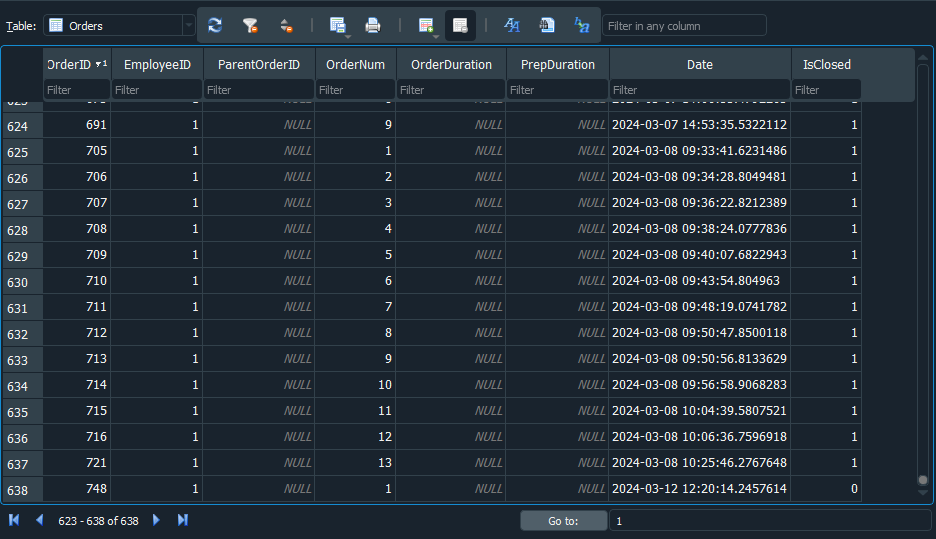 Table: Orders Filter in any column
OrderID 1 EmployeeID ParentOrderID OrderNum OrderDuration PrepDuration Date IsClosed
Filter Filter Filter Filter Filter Filter Filter Filter
624 691 1 NULL 9 NULL NULL 2024-03-07 14:53:35.5322112 1
625 705 1 NULL 1 NULL NULL 2024-03-08 09:33:41.6231486 1
626 706 1 NULL 2 NULL NULL 2024-03-08 09:34:28.8049481 1
627 707 1 NULL 3 NULL NULL 2024-03-08 09:36:22.8212389 1
628 708 1 NULL 4 NULL NULL 2024-03-08 09:38:24.0777836 1
629 709 1 NULL 5 NULL NULL 2024-03-08 09:40:07.6822943 1
630 710 1 NULL 6 NULL NULL 2024-03-08 09:43:54.804963 1
631 711 1 NULL 7 NULL NULL 2024-03-08 09:48:19.0741782 1
632 712 1 NULL 8 NULL NULL 2024-03-08 09:50:47.8500118 1
633 713 1 NULL 9 NULL NULL 2024-03-08 09:50:56.8133629 1
634 714 1 NULL 10 NULL NULL 2024-03-08 09:56:58.9068283 1
635 715 1 NULL 11 NULL NULL 2024-03-08 10:04:39.5807521 1
636 716 1 NULL 12 NULL NULL 2024-03-08 10:06:36.7596918 1
637 721 1 NULL 13 NULL NULL 2024-03-08 10:25:46.2767648 1
638 748 1 NULL 1 NULL NULL 2024-03-12 12:20:14.2457614 0
623 - 638 of 638 Go to: 1